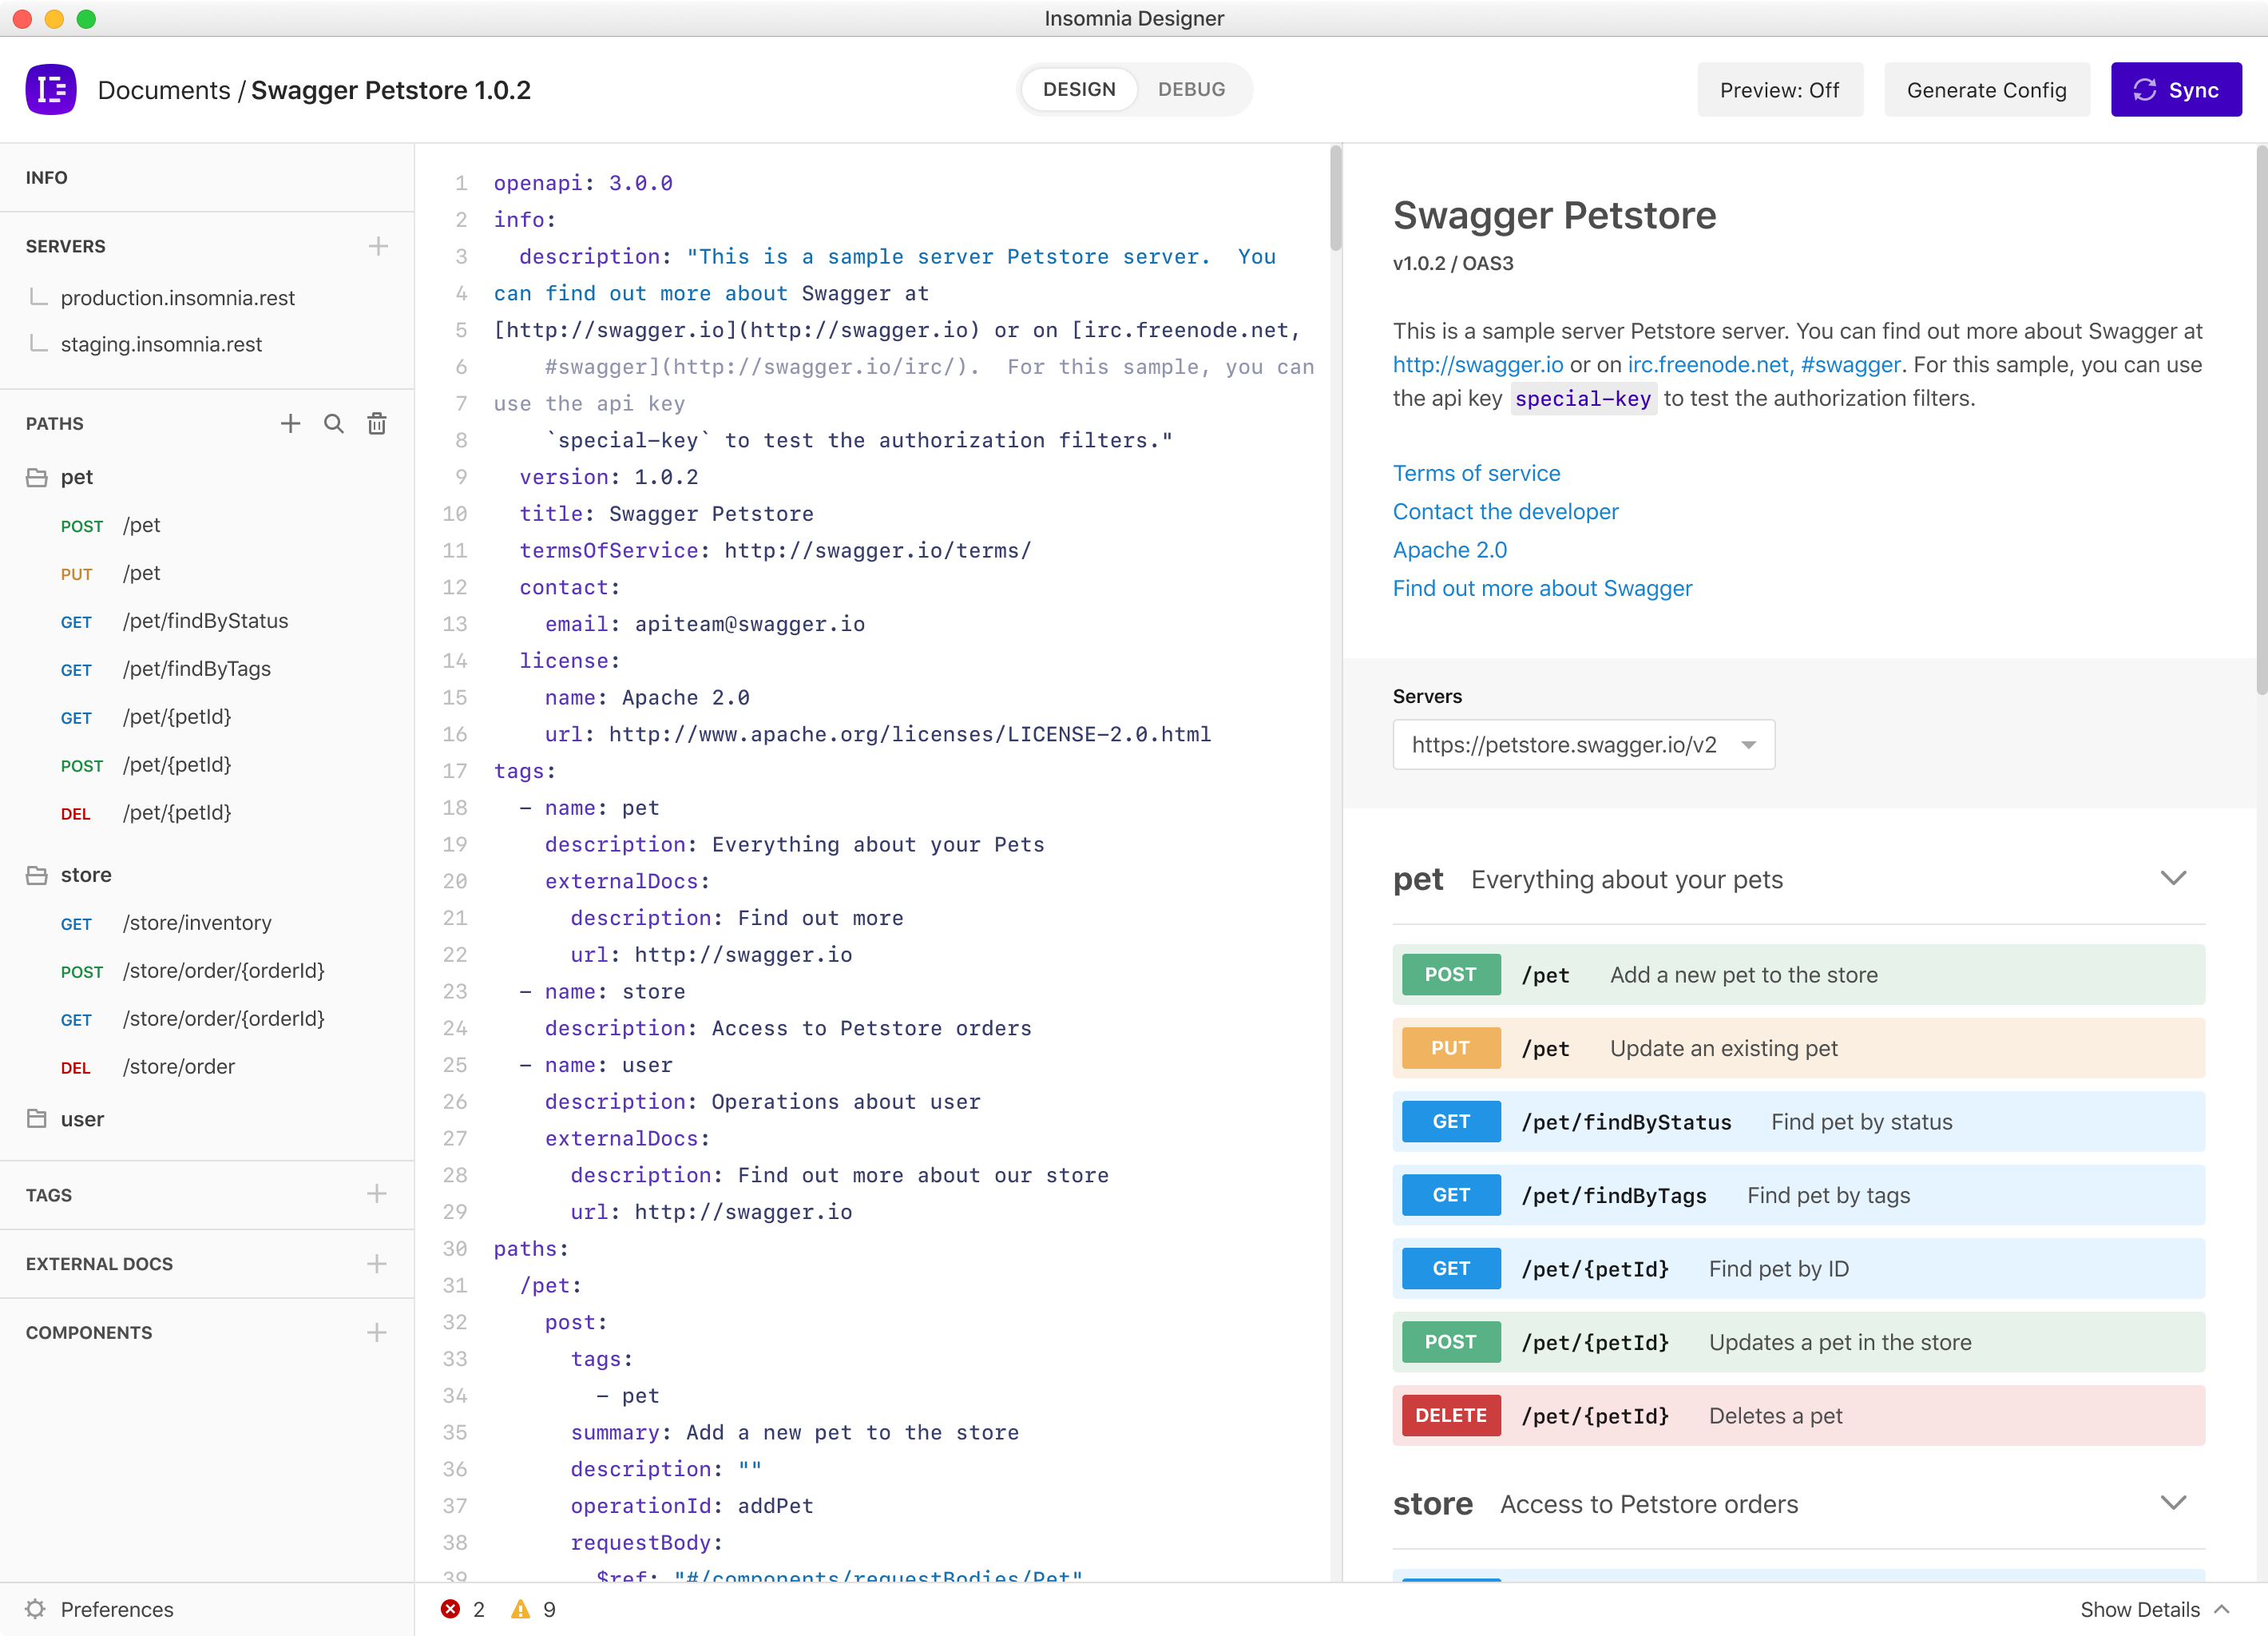 Insomnia Designer
Documents / Swagger Petstore 1.0.2
DESIGN DEBUG
Preview: Off
Generate Config
Sync
INFO
SERVERS
production.insomnia.rest
staging.insomnia.rest
PATHS
pet
POST /pet
PUT /pet
GET /pet/findByStatus
GET /pet/findByTags
GET /pet/{petId}
POST /pet/{petId}
DEL /pet/{petId}
store
GET /store/inventory
POST /store/order/{orderId}
GET /store/order/{orderId}
DEL /store/order
user
TAGS
EXTERNAL DOCS
COMPONENTS
Preferences
1 openapi: 3.0.0
2 info:
3 description: "This is a sample server Petstore server.  You
4 can find out more about Swagger at
5 [http://swagger.io](http://swagger.io) or on [irc.freenode.net,
6 #swagger](http://swagger.io/irc/).  For this sample, you can
7 use the api key
8 `special-key` to test the authorization filters."
9 version: 1.0.2
10 title: Swagger Petstore
11 termsOfService: http://swagger.io/terms/
12 contact:
13 email: apiteam@swagger.io
14 license:
15 name: Apache 2.0
16 url: http://www.apache.org/licenses/LICENSE-2.0.html
17 tags:
18 - name: pet
19 description: Everything about your Pets
20 externalDocs:
21 description: Find out more
22 url: http://swagger.io
23 - name: store
24 description: Access to Petstore orders
25 - name: user
26 description: Operations about user
27 externalDocs:
28 description: Find out more about our store
29 url: http://swagger.io
30 paths:
31 /pet:
32 post:
33 tags:
34 - pet
35 summary: Add a new pet to the store
36 description: ""
37 operationId: addPet
38 requestBody:
39 $ref: "#/components/requestBodies/Pet"
2 9
Swagger Petstore
v1.0.2 / OAS3
This is a sample server Petstore server. You can find out more about Swagger at
http://swagger.io or on irc.freenode.net, #swagger. For this sample, you can use
the api key special-key to test the authorization filters.
Terms of service
Contact the developer
Apache 2.0
Find out more about Swagger
Servers
https://petstore.swagger.io/v2
pet Everything about your pets
POST /pet Add a new pet to the store
PUT /pet Update an existing pet
GET /pet/findByStatus Find pet by status
GET /pet/findByTags Find pet by tags
GET /pet/{petId} Find pet by ID
POST /pet/{petId} Updates a pet in the store
DELETE /pet/{petId} Deletes a pet
store Access to Petstore orders
Show Details